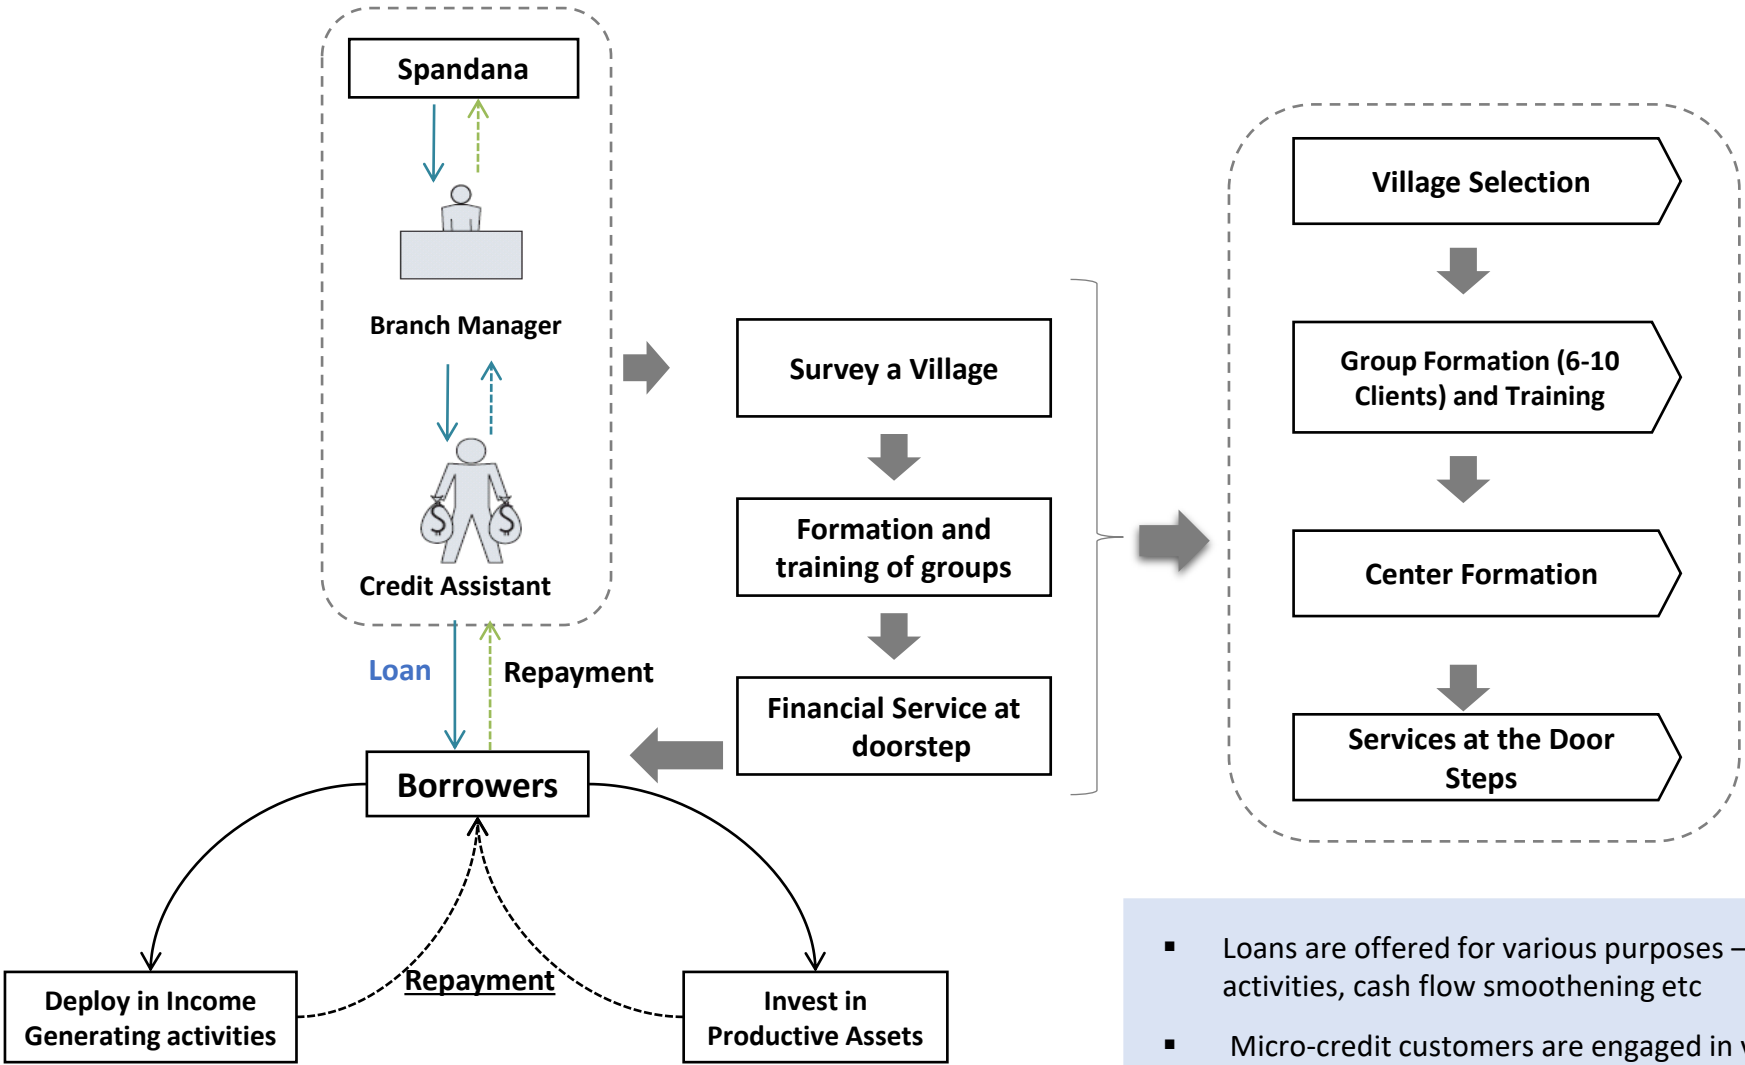 Spandana
Branch Manager
Credit Assistant
Loan
Repayment
Borrowers
Repayment
Deploy in Income
Generating activities
Invest in
Productive Assets
Survey a Village
Formation and
training of groups
Financial Service at
doorstep
Village Selection
Group Formation (6-10
Clients) and Training
Center Formation
Services at the Door
Steps
▪ Loans are offered for various purposes –
activities, cash flow smoothening etc
▪ Micro-credit customers are engaged in